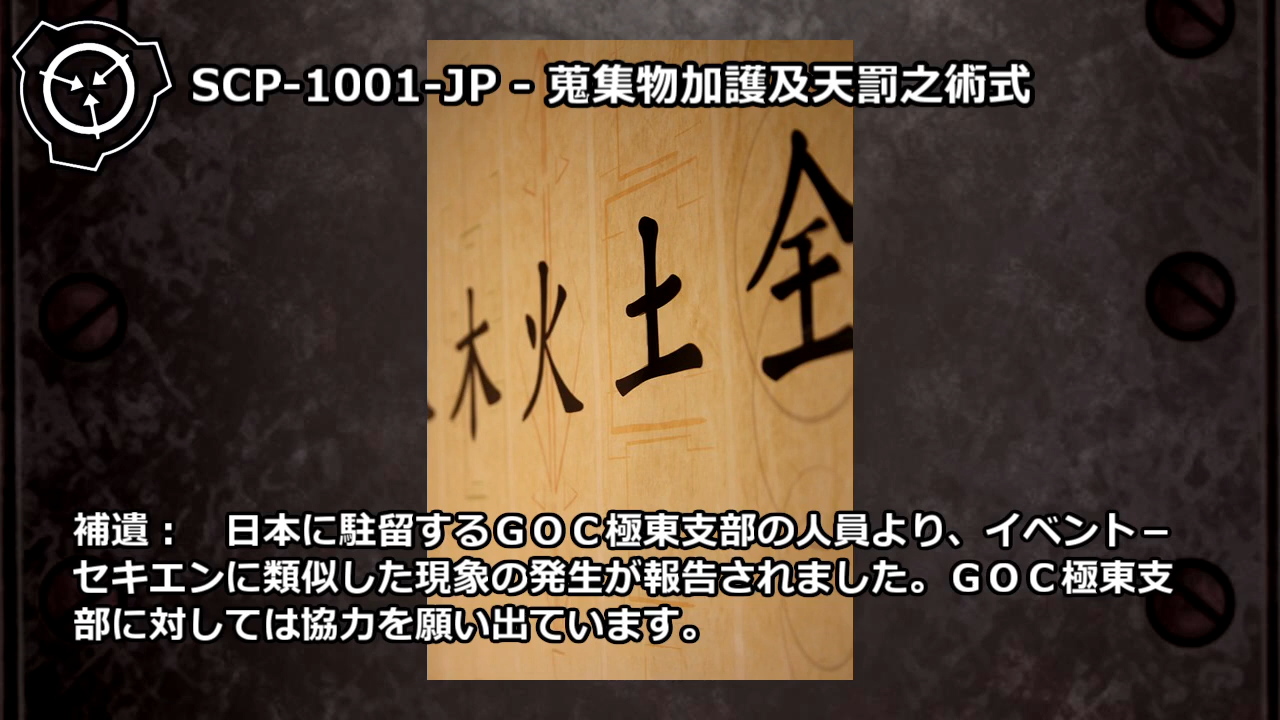 SCP-1001-JP - 蒐集物加護及天罰之術式
木 火 土 金
補遺：　日本に駐留するＧＯＣ極東支部の人員より、イベント－
セキエンに類似した現象の発生が報告されました。ＧＯＣ極東支
部に対しては協力を願い出ています。